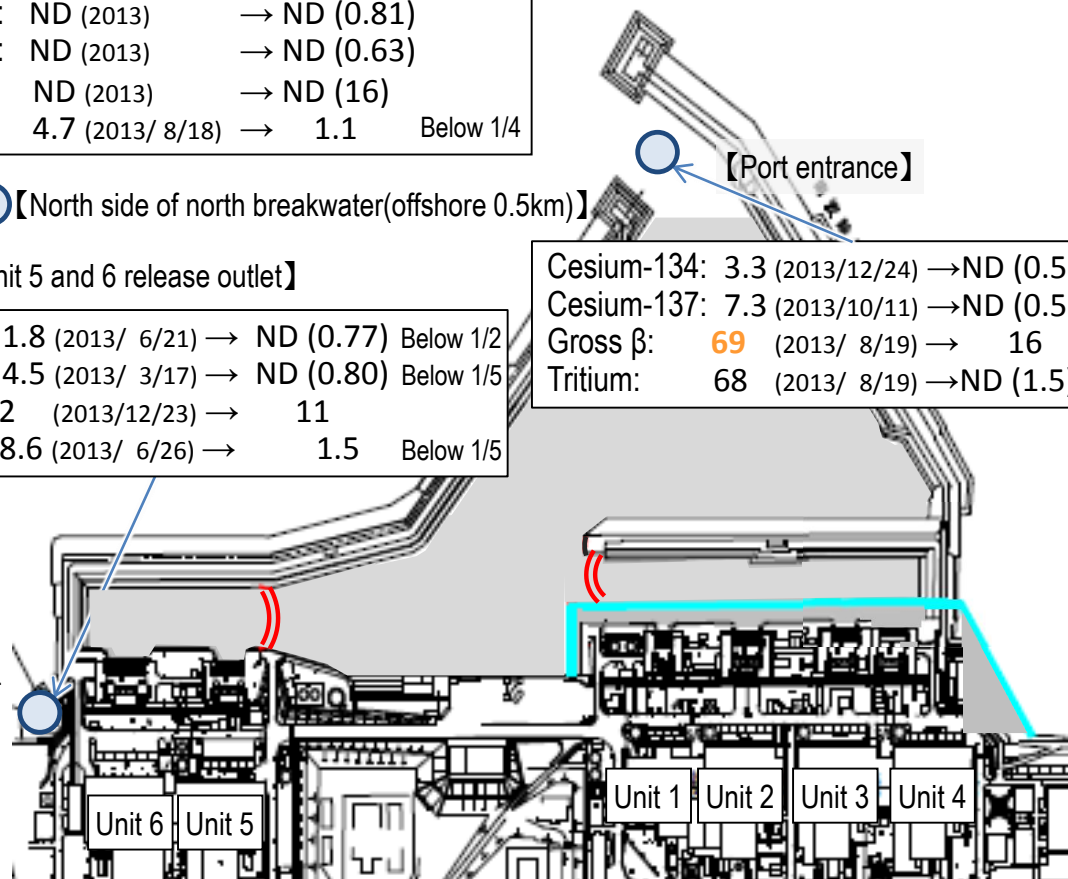 : ND (2013) → ND (0.81)
: ND (2013) → ND (0.63)
ND (2013) → ND (16)
4.7 (2013/ 8/18) → 1.1 Below 1/4
【Port entrance】
【North side of north breakwater(offshore 0.5km)】
nit 5 and 6 release outlet】
Cesium-134: 3.3 (2013/12/24) →ND (0.5
Cesium-137: 7.3 (2013/10/11) →ND (0.5
Gross β: 69 (2013/ 8/19) → 16
Tritium: 68 (2013/ 8/19) →ND (1.5)
1.8 (2013/ 6/21) → ND (0.77) Below 1/2
4.5 (2013/ 3/17) → ND (0.80) Below 1/5
2 (2013/12/23) → 11
8.6 (2013/ 6/26) → 1.5 Below 1/5
Unit 1 Unit 2 Unit 3 Unit 4
Unit 6 Unit 5